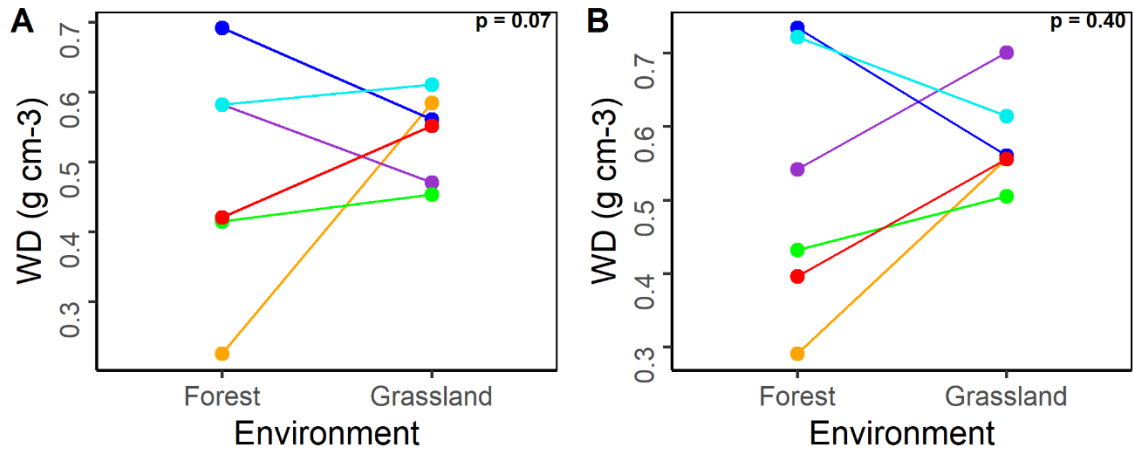 A
p = 0.07
WD (g cm-3)
0.7
0.6
0.5
0.4
0.3
Forest
Grassland
Environment
B
p = 0.40
WD (g cm-3)
0.7
0.6
0.5
0.4
0.3
Forest
Grassland
Environment